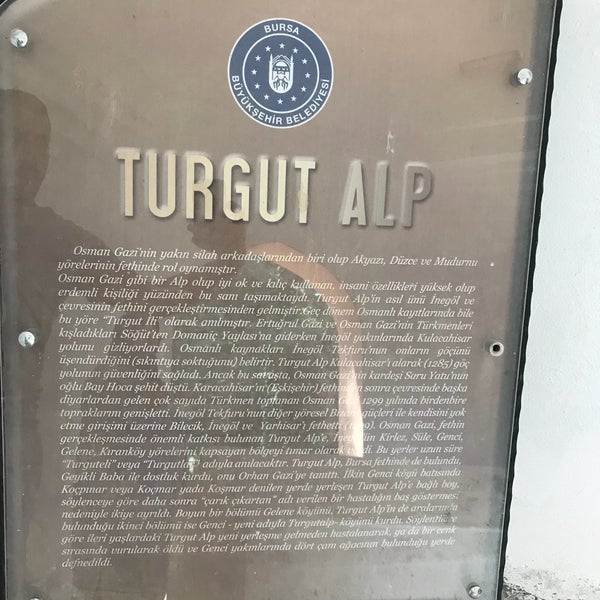 BURSA
BÜYÜKŞEHİR BELEDİYESİ
TURGUT ALP
Osman Gazi'nin yakın silah arkadaşlarından biri olup Akyazı, Düzce ve Mudurnu
yörelerinin fethinde rol oynamıştır.
Osman Gazi gibi bir Alp olup iyi ok ve kılıç kullanan, insani özellikleri yüksek olup
erdemli kişiliği yüzünden bu sanı taşımaktaydı. Turgut Alp'in asıl ünü İnegöl ve
çevresinin fethini gerçekleştirmesinden gelmiştir.Geç dönem Osmanlı kayıtlarında bile
bu yöre "Turgut İli" olarak anılmıştır. Ertuğrul Gazi ve Osman Gazi'nin Türkmenleri
kışladıkları Söğüt'ten Domaniç Yaylası'na giderken İnegöl yakınlarında Kulacahisar
yolunu gizliyorlardı. Osmanlı kaynakları İnegöl Tekfuru'nun onların göçünü
üşendürdiğini (sıkıntıya soktuğunu) belirtir. Turgut Alp Kulacahisar'ı alarak (1285) göç
yolunun güvenliğini sağladı. Ancak bu savaşta, Osman Gazi'nin kardeşi Saru Yatu'nun
oğlu Bay Hoca şehit düştü. Karacahisar'ın (Eskişehir) fethinden sonra çevresinde başka
diyarlardan gelen çok sayıda Türkmen toplanan Osman Gazi 1299 yılında birdenbire
topraklarını genişletti. İnegöl Tekfuru'nun diğer yöresel Bizans güçleri ile kendisini yok
etme girişimi üzerine Bilecik, İnegöl ve Yarhisar'ı fethetti. Osman Gazi, fethin
gerçekleşmesinde önemli katkısı bulunan Turgut Alp'e, İnegöl'ün Kirlez, Süle, Genci,
Gelene, Kıranköy yörelerini kapsayan bölgeyi tımar olarak verdi. Bu yerler uzun süre
"Turguteli" veya "Turgutlar" adıyla anılacaktır. Turgut Alp, Bursa fethinde de bulundu,
Geyikli Baba ile dostluk kurdu, onu Orhan Gazi'ye tanıttı. İlkin Genci köyü batısında
Koçpınar veya Koçmar yada Koşmar denilen yerde yerleşen Turgut Alp'e bağlı boy,
söylenceye göre daha sonra "çarık çıkartan" adı verilen bir hastalığın baş göstermesi
nedeniyle ikiye ayrıldı. Boyun bir bölümü Gelene köyünü, Turgut Alp'in de aralarında
bulunduğu ikinci bölümü ise Genci - yeni adıyla Turgutalp- köyünü kurdu. Söylentiye
göre ileri yaşlardaki Turgut Alp yeni yerleşme gelmeden hastalanarak, ya da bir cenk
sırasında vurularak öldü ve Genci yakınlarında dört çam ağacının bulunduğu yerde
defnedildi.